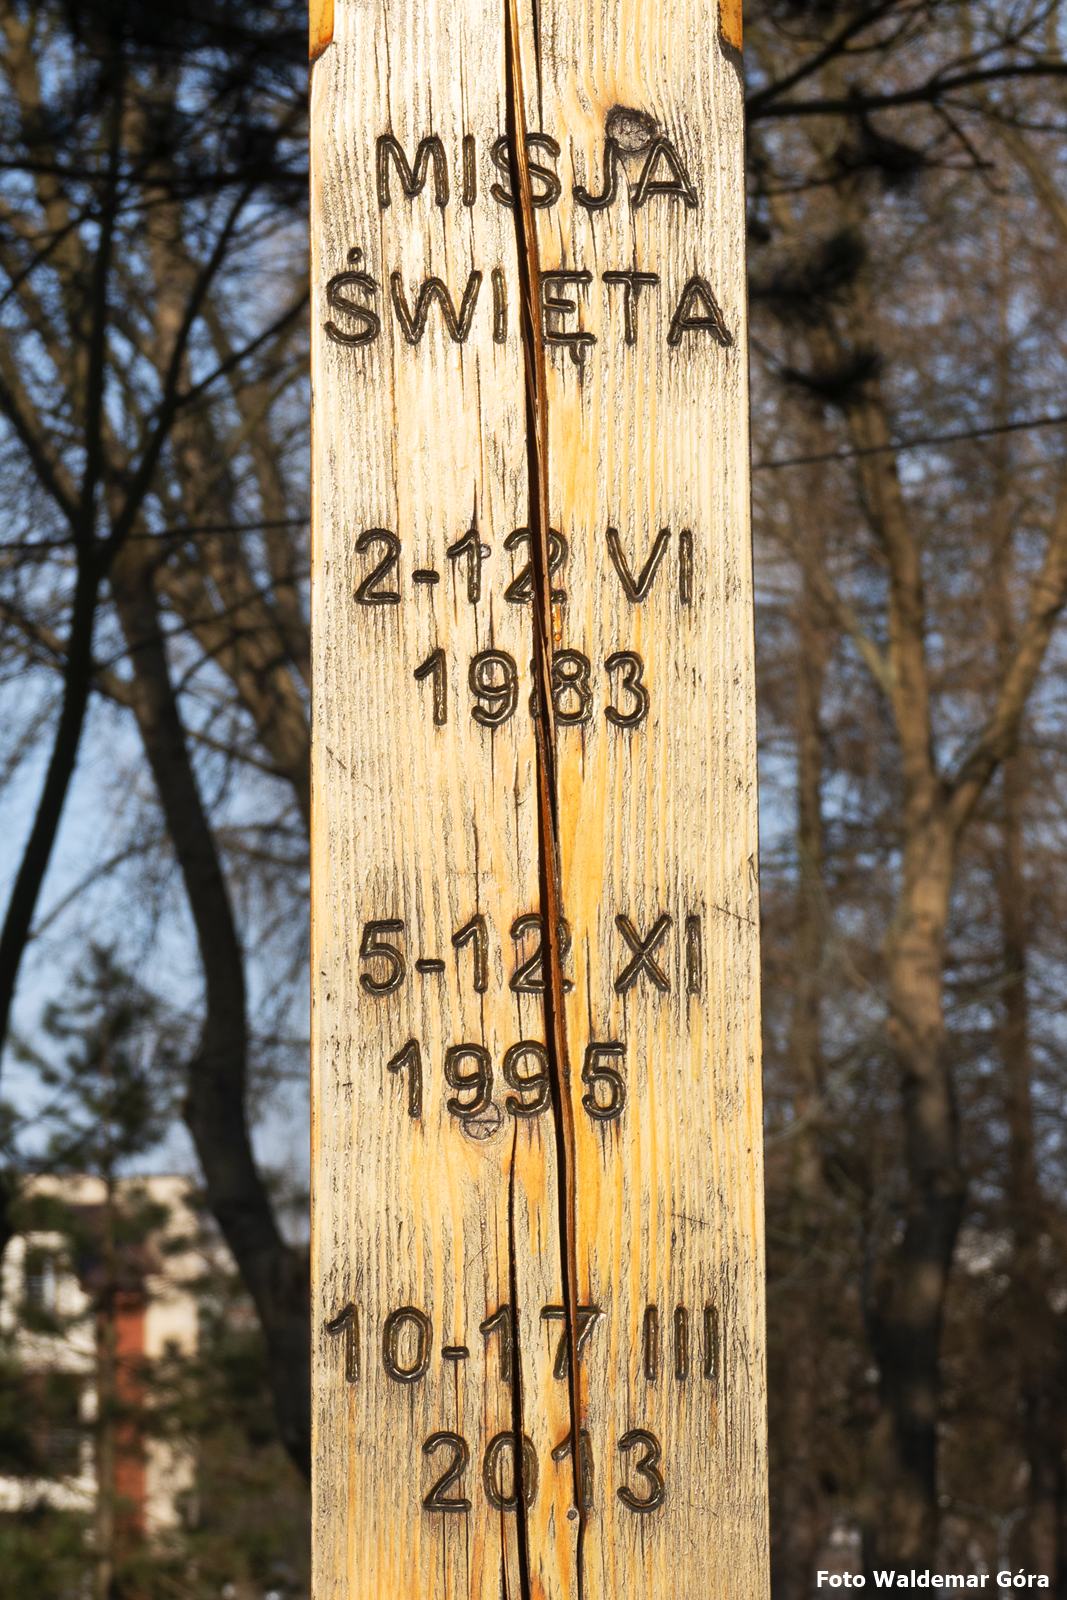 MISJA
ŚWIĘTA
2-12 VI
1983
5-12 XI
1995
10-17 III
2013
Foto Waldemar Góra